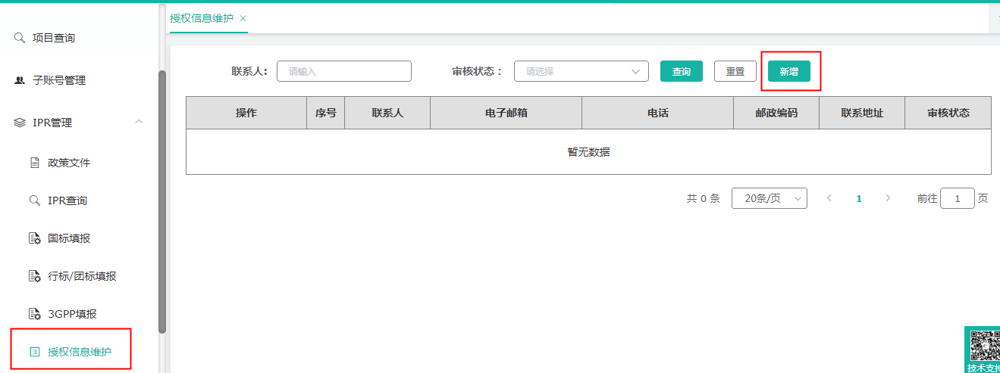 授权信息维护 ×
项目查询
子账号管理
IPR管理
政策文件
IPR查询
国标填报
行标/团标填报
3GPP填报
授权信息维护
联系人: 请输入 审核状态： 请选择 查询 重置 新增
操作 序号 联系人 电子邮箱 电话 邮政编码 联系地址 审核状态
暂无数据
共 0 条 20条/页 1 前往 1 页
技术支持